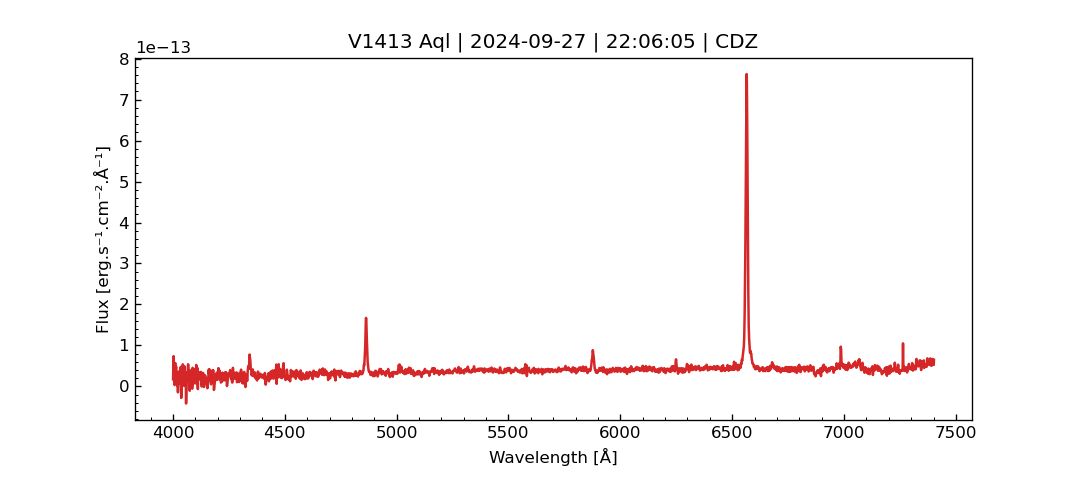 V1413 Aql | 2024-09-27 | 22:06:05 | CDZ
1e−13
8
7
6
5
4
3
2
1
0
Flux [erg.s⁻¹.cm⁻².Å⁻¹]
4000 4500 5000 5500 6000 6500 7000 7500
Wavelength [Å]